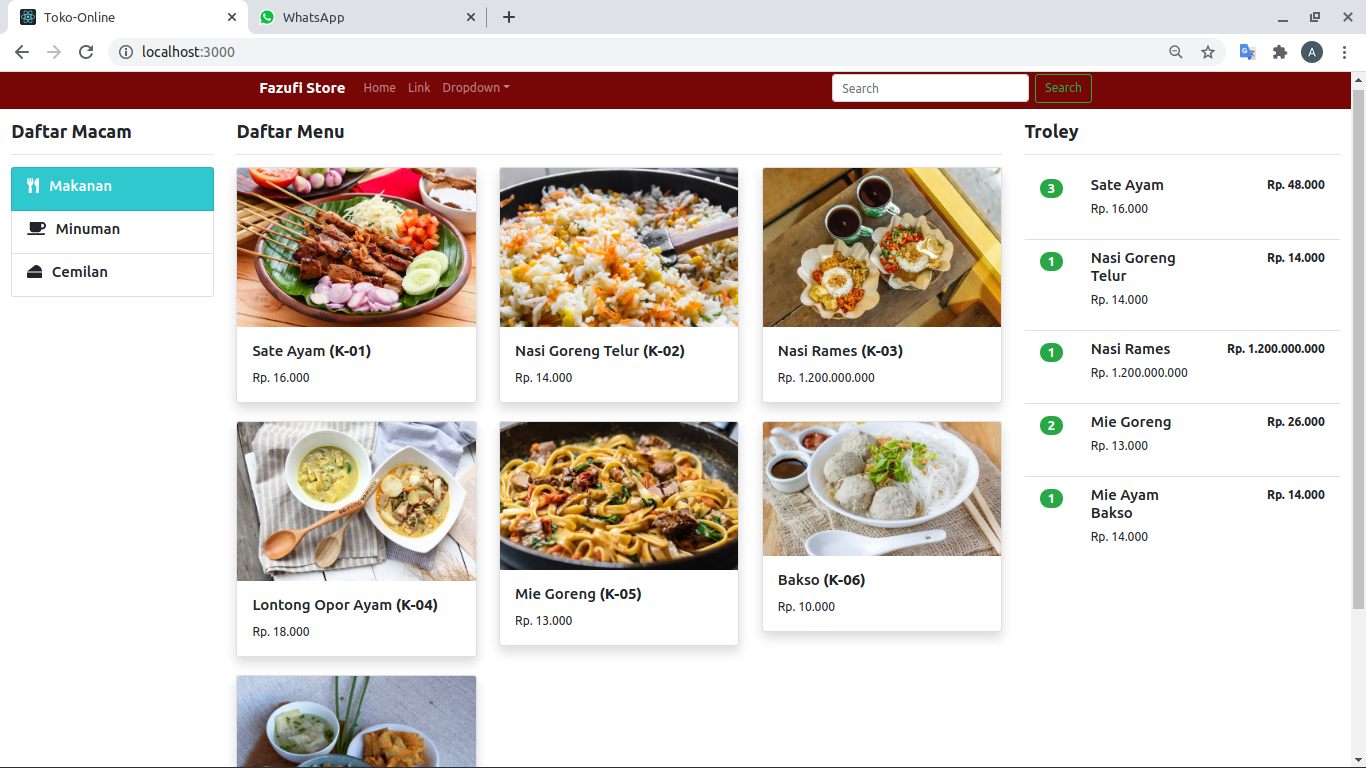 Toko-Online
WhatsApp
localhost:3000
A
Fazufi Store
Home
Link
Dropdown
Search
Search
Daftar Macam
Makanan
Minuman
Cemilan
Daftar Menu
Sate Ayam (K-01)
Rp. 16.000
Nasi Goreng Telur (K-02)
Rp. 14.000
Nasi Rames (K-03)
Rp. 1.200.000.000
Lontong Opor Ayam (K-04)
Rp. 18.000
Mie Goreng (K-05)
Rp. 13.000
Bakso (K-06)
Rp. 10.000
Troley
3
Sate Ayam
Rp. 48.000
Rp. 16.000
1
Nasi Goreng
Telur
Rp. 14.000
Rp. 14.000
1
Nasi Rames
Rp. 1.200.000.000
Rp. 1.200.000.000
2
Mie Goreng
Rp. 26.000
Rp. 13.000
1
Mie Ayam
Bakso
Rp. 14.000
Rp. 14.000